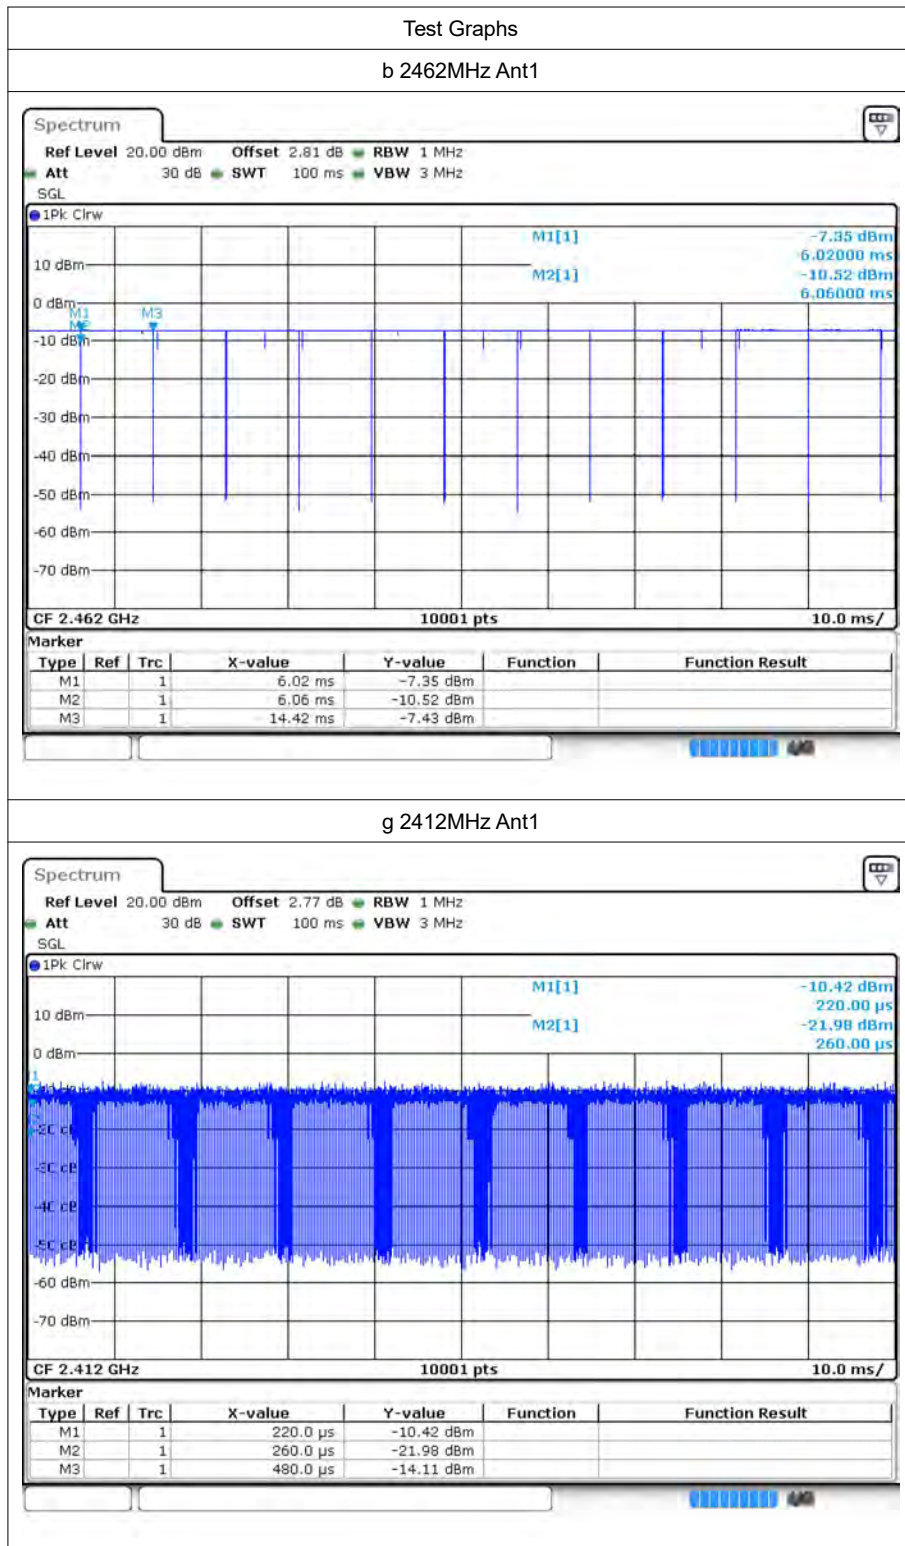 Test Graphs
b 2462MHz Ant1
Spectrum
Ref Level 20.00 dBm Offset 2.81 dB RBW 1 MHz
Att 30 dB SWT 100 ms VBW 3 MHz
SGL
1Pk Clrw
M1[1] -7.35 dBm
6.02000 ms
10 dBm
M2[1] -10.52 dBm
6.06000 ms
0 dBm
M1 M3
M2
-10 dBm
-20 dBm
-30 dBm
-40 dBm
-50 dBm
-60 dBm
-70 dBm
CF 2.462 GHz 10001 pts 10.0 ms/
Marker
Type Ref Trc X-value Y-value Function Function Result
M1 1 6.02 ms -7.35 dBm
M2 1 6.06 ms -10.52 dBm
M3 1 14.42 ms -7.43 dBm
g 2412MHz Ant1
Spectrum
Ref Level 20.00 dBm Offset 2.77 dB RBW 1 MHz
Att 30 dB SWT 100 ms VBW 3 MHz
SGL
1Pk Clrw
M1[1] -10.42 dBm
220.00 µs
10 dBm
M2[1] -21.98 dBm
260.00 µs
0 dBm
-20 dB
-30 dB
-40 dB
-50 dB
-60 dBm
-70 dBm
CF 2.412 GHz 10001 pts 10.0 ms/
Marker
Type Ref Trc X-value Y-value Function Function Result
M1 1 220.0 µs -10.42 dBm
M2 1 260.0 µs -21.98 dBm
M3 1 480.0 µs -14.11 dBm